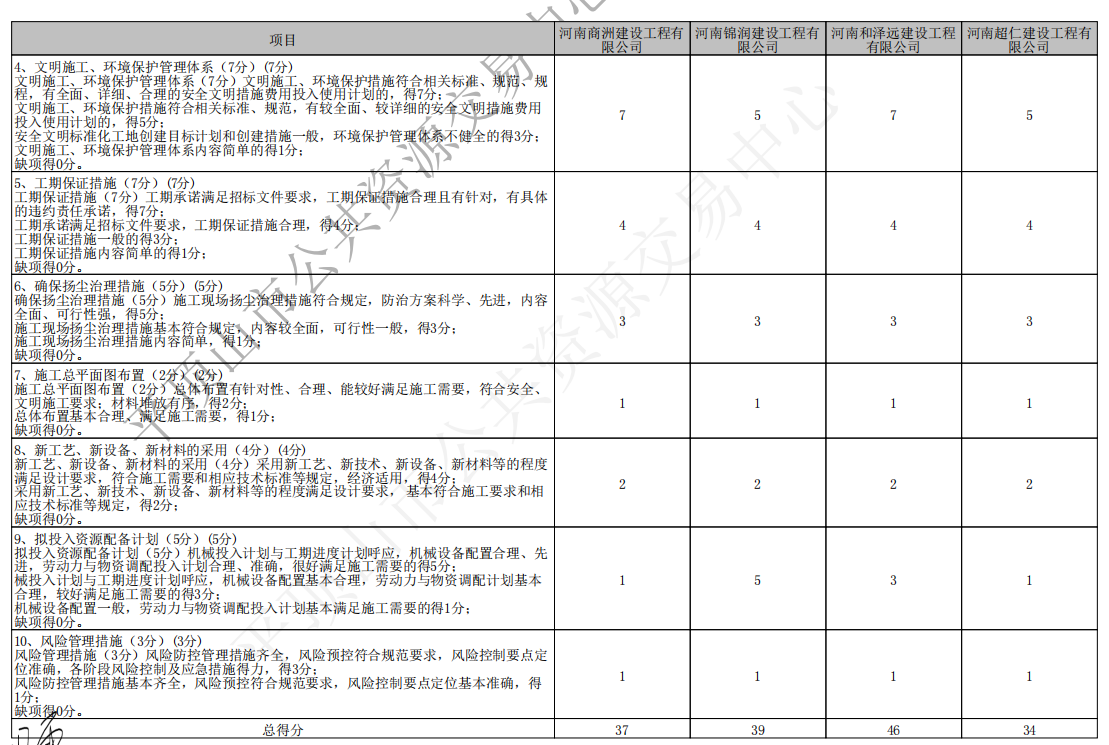 项目
河南商洲建设工程有
限公司
河南锦润建设工程有
限公司
河南和泽远建设工程
有限公司
河南超仁建设工程有
限公司
4、文明施工、环境保护管理体系（7分）(7分)
文明施工、环境保护管理体系（7分）文明施工、环境保护措施符合相关标准、规范、规
程，有全面、详细、合理的安全文明措施费用投入使用计划的，得7分；
文明施工、环境保护措施符合相关标准、规范，有较全面、较详细的安全文明措施费用
投入使用计划的，得5分；
安全文明标准化工地创建目标计划和创建措施一般，环境保护管理体系不健全的得3分；
文明施工、环境保护管理体系内容简单的得1分；
缺项得0分。
7
5
7
5
5、工期保证措施（7分）(7分)
工期保证措施（7分）工期承诺满足招标文件要求，工期保证措施合理且有针对，有具体
的违约责任承诺，得7分；
工期承诺满足招标文件要求，工期保证措施合理，得4分；
工期保证措施一般的得3分；
工期保证措施内容简单的得1分；
缺项得0分。
4
4
4
4
6、确保扬尘治理措施（5分）(5分)
确保扬尘治理措施（5分）施工现场扬尘治理措施符合规定，防治方案科学、先进，内容
全面、可行性强，得5分；
施工现场扬尘治理措施基本符合规定；内容较全面，可行性一般，得3分；
施工现场扬尘治理措施内容简单，得1分；
缺项得0分。
3
3
3
3
7、施工总平面图布置（2分）(2分)
施工总平面图布置（2分）总体布置有针对性、合理、能较好满足施工需要，符合安全、
文明施工要求；材料堆放有序，得2分；
总体布置基本合理、满足施工需要，得1分；
缺项得0分。
1
1
1
1
8、新工艺、新设备、新材料的采用（4分）(4分)
新工艺、新设备、新材料的采用（4分）采用新工艺、新技术、新设备、新材料等的程度
满足设计要求，符合施工需要和相应技术标准等规定，经济适用，得4分；
采用新工艺、新技术、新设备、新材料等的程度满足设计要求， 基本符合施工要求和相
应技术标准等规定，得2分；
缺项得0分。
2
2
2
2
9、拟投入资源配备计划（5分）(5分)
拟投入资源配备计划（5分）机械投入计划与工期进度计划呼应，机械设备配置合理、先
进，劳动力与物资调配投入计划合理、准确，很好满足施工需要的得5分；
械投入计划与工期进度计划呼应，机械设备配置基本合理，劳动力与物资调配计划基本
合理，较好满足施工需要的得3分；
机械设备配置一般，劳动力与物资调配投入计划基本满足施工需要的得1分；
缺项得0分。
1
5
3
1
10、风险管理措施（3分）(3分)
风险管理措施（3分）风险防控管理措施齐全，风险预控符合规范要求，风险控制要点定
位准确，各阶段风险控制及应急措施得力，得3分；
风险防控管理措施基本齐全，风险预控符合规范要求，风险控制要点定位基本准确，得
1分；
缺项得0分。
1
1
1
1
总得分
37
39
46
34
平顶山市公共资源交易中心
平顶山市公共资源交易中心